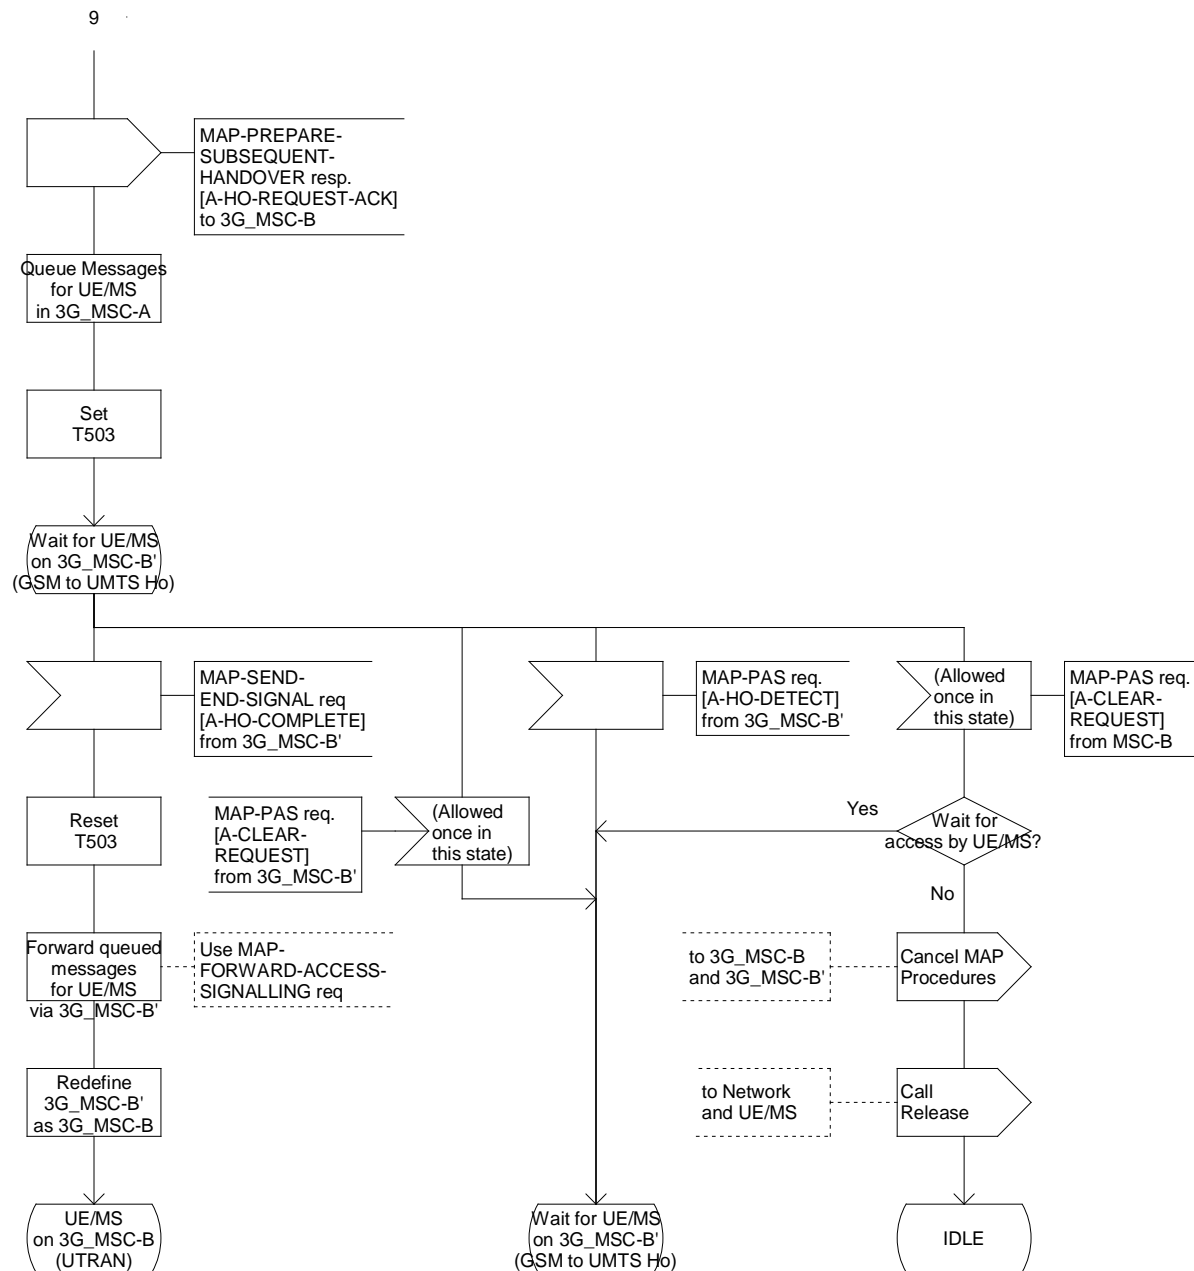 9
MAP-PREPARE-
SUBSEQUENT-
HANDOVER resp.
[A-HO-REQUEST-ACK]
to 3G_MSC-B
Queue Messages
for UE/MS
in 3G_MSC-A
Set
T503
Wait for UE/MS
on 3G_MSC-B'
(GSM to UMTS Ho)
MAP-SEND-
END-SIGNAL req
[A-HO-COMPLETE]
from 3G_MSC-B'
MAP-PAS req.
[A-HO-DETECT]
from 3G_MSC-B'
(Allowed
once in
this state)
MAP-PAS req.
[A-CLEAR-
REQUEST]
from MSC-B
Reset
T503
MAP-PAS req.
[A-CLEAR-
REQUEST]
from 3G_MSC-B'
(Allowed
once in
this state)
Yes
Wait for
access by UE/MS?
No
Forward queued
messages
for UE/MS
via 3G_MSC-B'
Use MAP-
FORWARD-ACCESS-
SIGNALLING req
to 3G_MSC-B
and 3G_MSC-B'
Cancel MAP
Procedures
Redefine
3G_MSC-B'
as 3G_MSC-B
to Network
and UE/MS
Call
Release
UE/MS
on 3G_MSC-B
(UTRAN)
Wait for UE/MS
on 3G_MSC-B'
(GSM to UMTS Ho)
IDLE